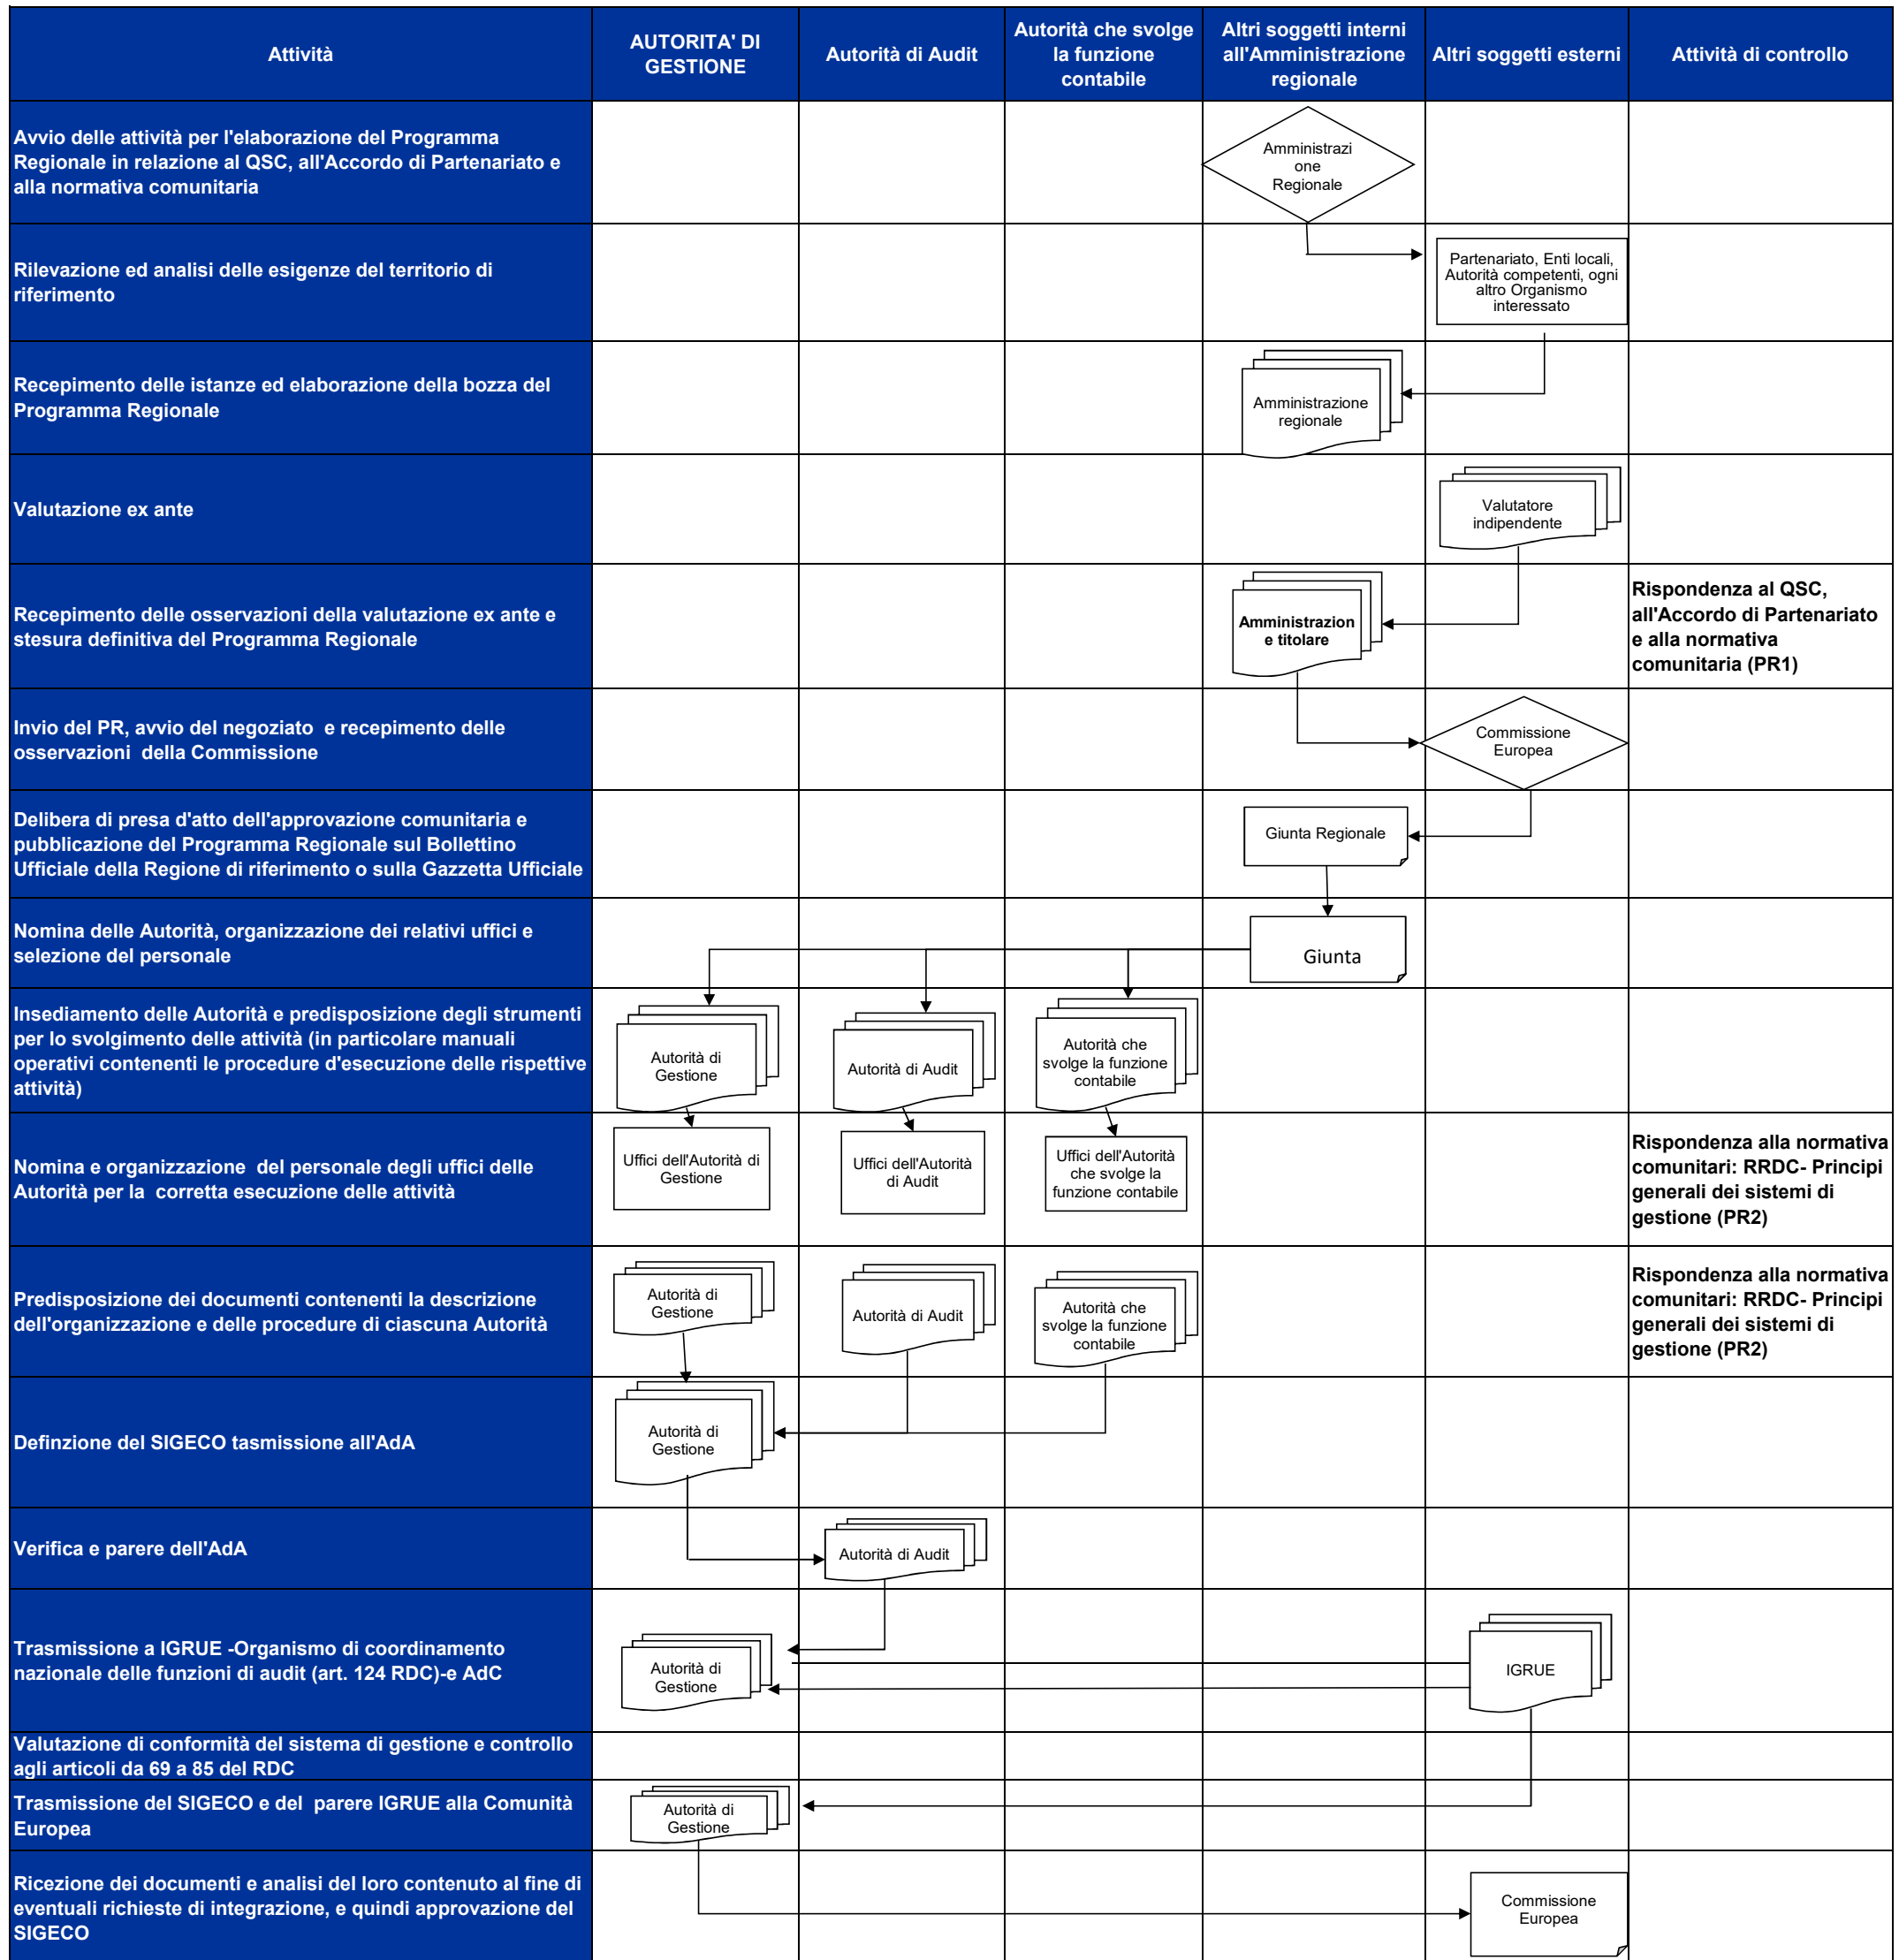 Attività
AUTORITA' DI
GESTIONE
Autorità di Audit
Autorità che svolge
la funzione
contabile
Altri soggetti interni
all'Amministrazione
regionale
Altri soggetti esterni
Attività di controllo
Avvio delle attività per l'elaborazione del Programma
Regionale in relazione al QSC, all'Accordo di Partenariato e
alla normativa comunitaria
Amministrazi
one
Regionale
Rilevazione ed analisi delle esigenze del territorio di
riferimento
Partenariato, Enti locali,
Autorità competenti, ogni
altro Organismo
interessato
Recepimento delle istanze ed elaborazione della bozza del
Programma Regionale
Amministrazione
regionale
Valutazione ex ante
Valutatore
indipendente
Recepimento delle osservazioni della valutazione ex ante e
stesura definitiva del Programma Regionale
Amministrazion
e titolare
Rispondenza al QSC,
all'Accordo di Partenariato
e alla normativa
comunitaria (PR1)
Invio del PR, avvio del negoziato  e recepimento delle
osservazioni  della Commissione
Commissione
Europea
Delibera di presa d'atto dell'approvazione comunitaria e
pubblicazione del Programma Regionale sul Bollettino
Ufficiale della Regione di riferimento o sulla Gazzetta Ufficiale
Giunta Regionale
Nomina delle Autorità, organizzazione dei relativi uffici e
selezione del personale
Giunta
Insediamento delle Autorità e predisposizione degli strumenti
per lo svolgimento delle attività (in particolare manuali
operativi contenenti le procedure d'esecuzione delle rispettive
attività)
Autorità di
Gestione
Autorità di Audit
Autorità che
svolge la funzione
contabile
Nomina e organizzazione  del personale degli uffici delle
Autorità per la  corretta esecuzione delle attività
Uffici dell'Autorità di
Gestione
Uffici dell'Autorità
di Audit
Uffici dell'Autorità
che svolge la
funzione contabile
Rispondenza alla normativa
comunitari: RRDC- Principi
generali dei sistemi di
gestione (PR2)
Predisposizione dei documenti contenenti la descrizione
dell'organizzazione e delle procedure di ciascuna Autorità
Autorità di
Gestione
Autorità di Audit
Autorità che
svolge la funzione
contabile
Rispondenza alla normativa
comunitari: RRDC- Principi
generali dei sistemi di
gestione (PR2)
Definzione del SIGECO tasmissione all'AdA
Autorità di
Gestione
Verifica e parere dell'AdA
Autorità di Audit
Trasmissione a IGRUE -Organismo di coordinamento
nazionale delle funzioni di audit (art. 124 RDC)-e AdC
Autorità di
Gestione
IGRUE
Valutazione di conformità del sistema di gestione e controllo
agli articoli da 69 a 85 del RDC
Trasmissione del SIGECO e del  parere IGRUE alla Comunità
Europea
Autorità di
Gestione
Ricezione dei documenti e analisi del loro contenuto al fine di
eventuali richieste di integrazione, e quindi approvazione del
SIGECO
Commissione
Europea